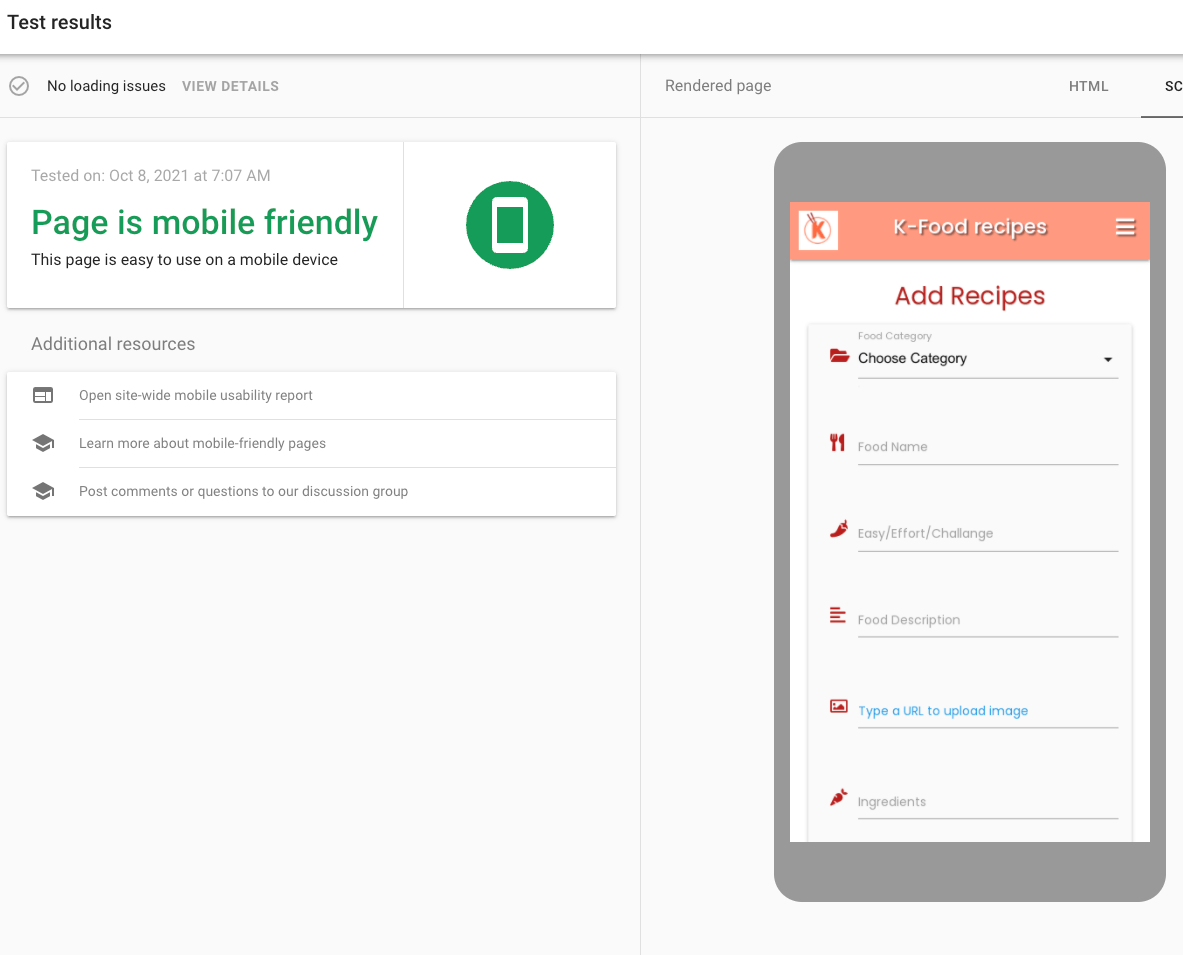 Test results
No loading issues VIEW DETAILS
Tested on: Oct 8, 2021 at 7:07 AM
Page is mobile friendly
This page is easy to use on a mobile device
Additional resources
Open site-wide mobile usability report
Learn more about mobile-friendly pages
Post comments or questions to our discussion group
Rendered page HTML SC
K
K-Food recipes
Add Recipes
Food Category
Choose Category
Food Name
Easy/Effort/Challange
Food Description
Type a URL to upload image
Ingredients